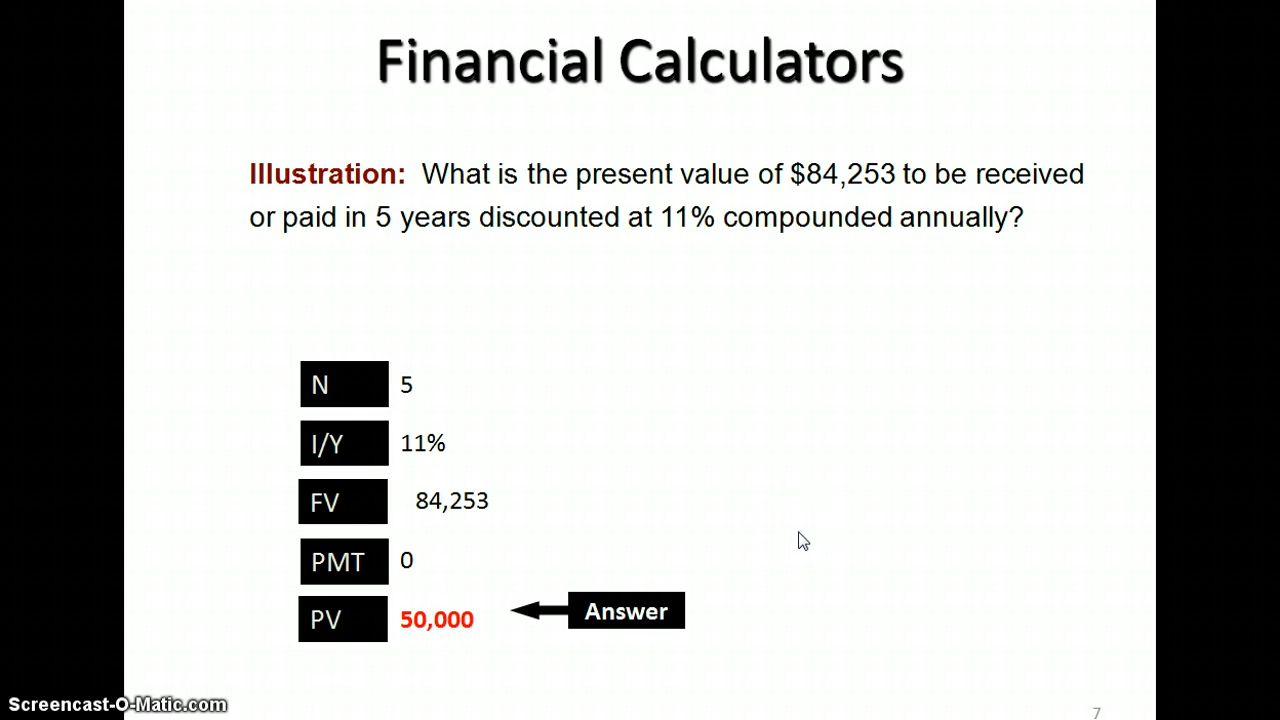 Financial Calculators
Illustration: What is the present value of $84,253 to be received
or paid in 5 years discounted at 11% compounded annually?
N 5
I/Y 11%
FV 84,253
PMT 0
PV 50,000 Answer
Screencast-O-Matic.com
7